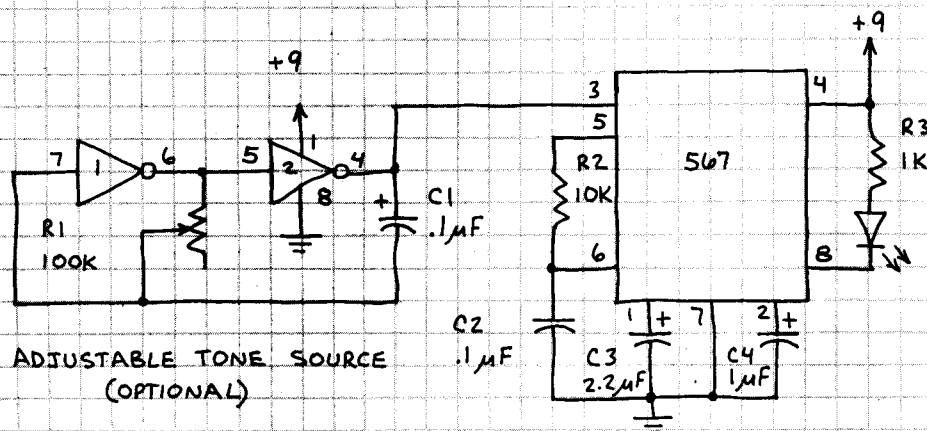 +9
7
1
6
5
2
1
8
4
R1
100K
+
C1
.1µF
ADJUSTABLE TONE SOURCE
(OPTIONAL)
+9
3
5
R2
10K
6
567
4
R3
1K
8
C2
.1µF
1
+
C3
2.2µF
7
2
+
C4
1µF